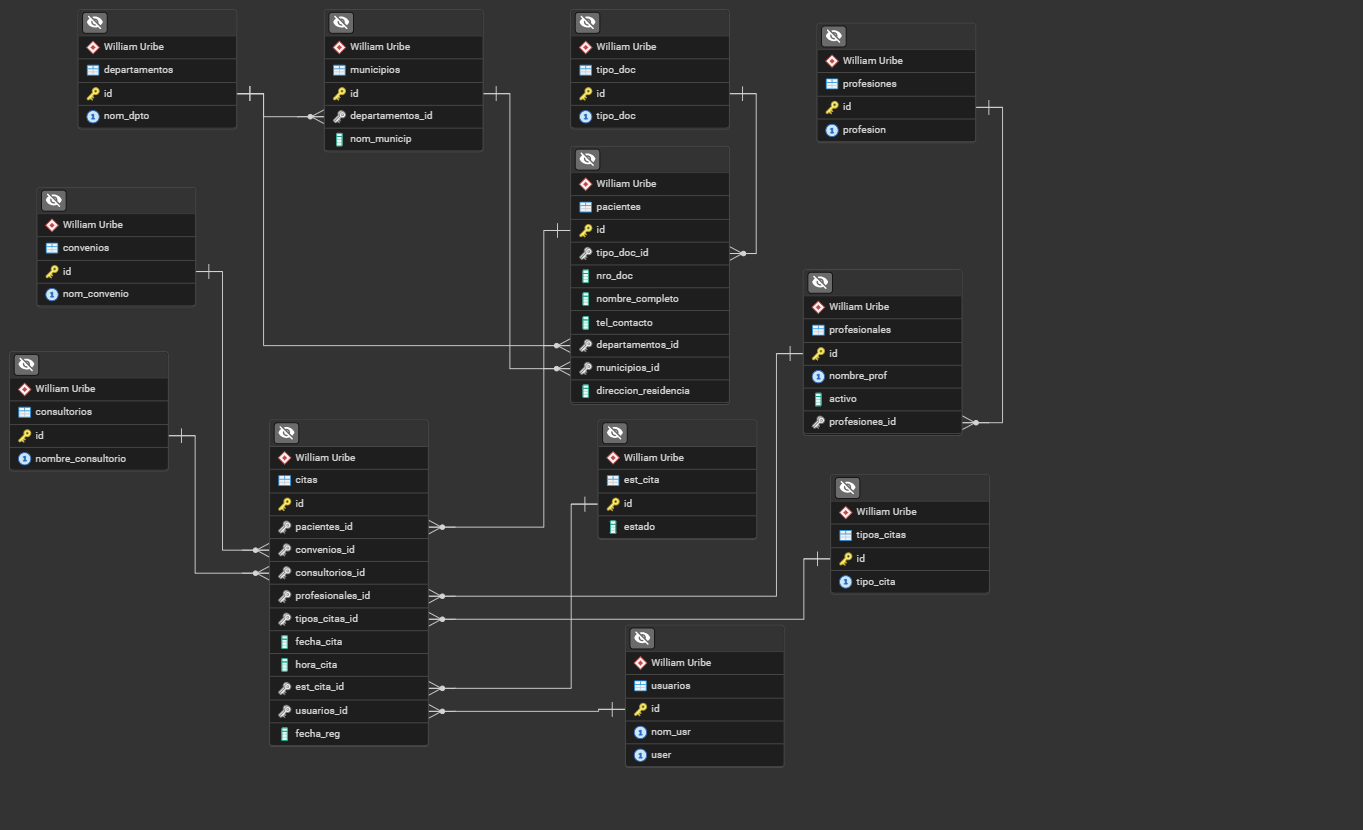 William Uribe
departamentos
id
nom_dpto
William Uribe
municipios
id
departamentos_id
nom_municip
William Uribe
tipo_doc
id
tipo_doc
William Uribe
profesiones
id
profesion
William Uribe
pacientes
id
tipo_doc_id
nro_doc
nombre_completo
tel_contacto
departamentos_id
municipios_id
direccion_residencia
William Uribe
convenios
id
nom_convenio
William Uribe
profesionales
id
nombre_prof
activo
profesiones_id
William Uribe
consultorios
id
nombre_consultorio
William Uribe
citas
id
pacientes_id
convenios_id
consultorios_id
profesionales_id
tipos_citas_id
fecha_cita
hora_cita
est_cita_id
usuarios_id
fecha_reg
William Uribe
est_cita
id
estado
William Uribe
tipos_citas
id
tipo_cita
William Uribe
usuarios
id
nom_usr
user